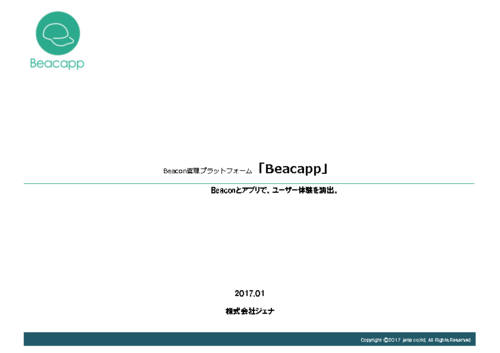 Beacapp
Beacon管理プラットフォーム「Beacapp」
Beaconとアプリで、ユーザー体験を演出。
2017.01
株式会社ジェナ
Copyright ©2017 jena co.ltd. All Rights Reserved